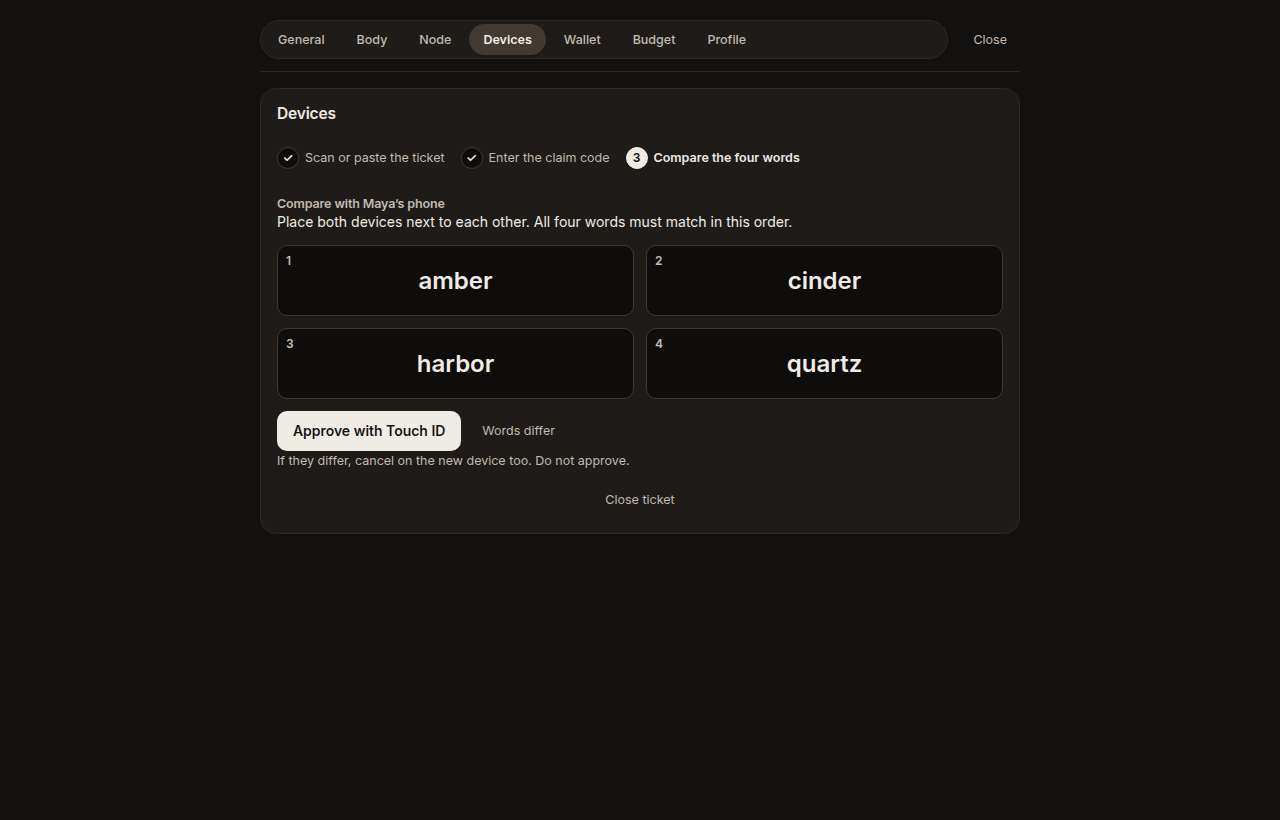 General Body Node Devices Wallet Budget Profile Close
Devices
Scan or paste the ticket Enter the claim code 3 Compare the four words
Compare with Maya’s phone
Place both devices next to each other. All four words must match in this order.
1 amber
2 cinder
3 harbor
4 quartz
Approve with Touch ID Words differ
If they differ, cancel on the new device too. Do not approve.
Close ticket